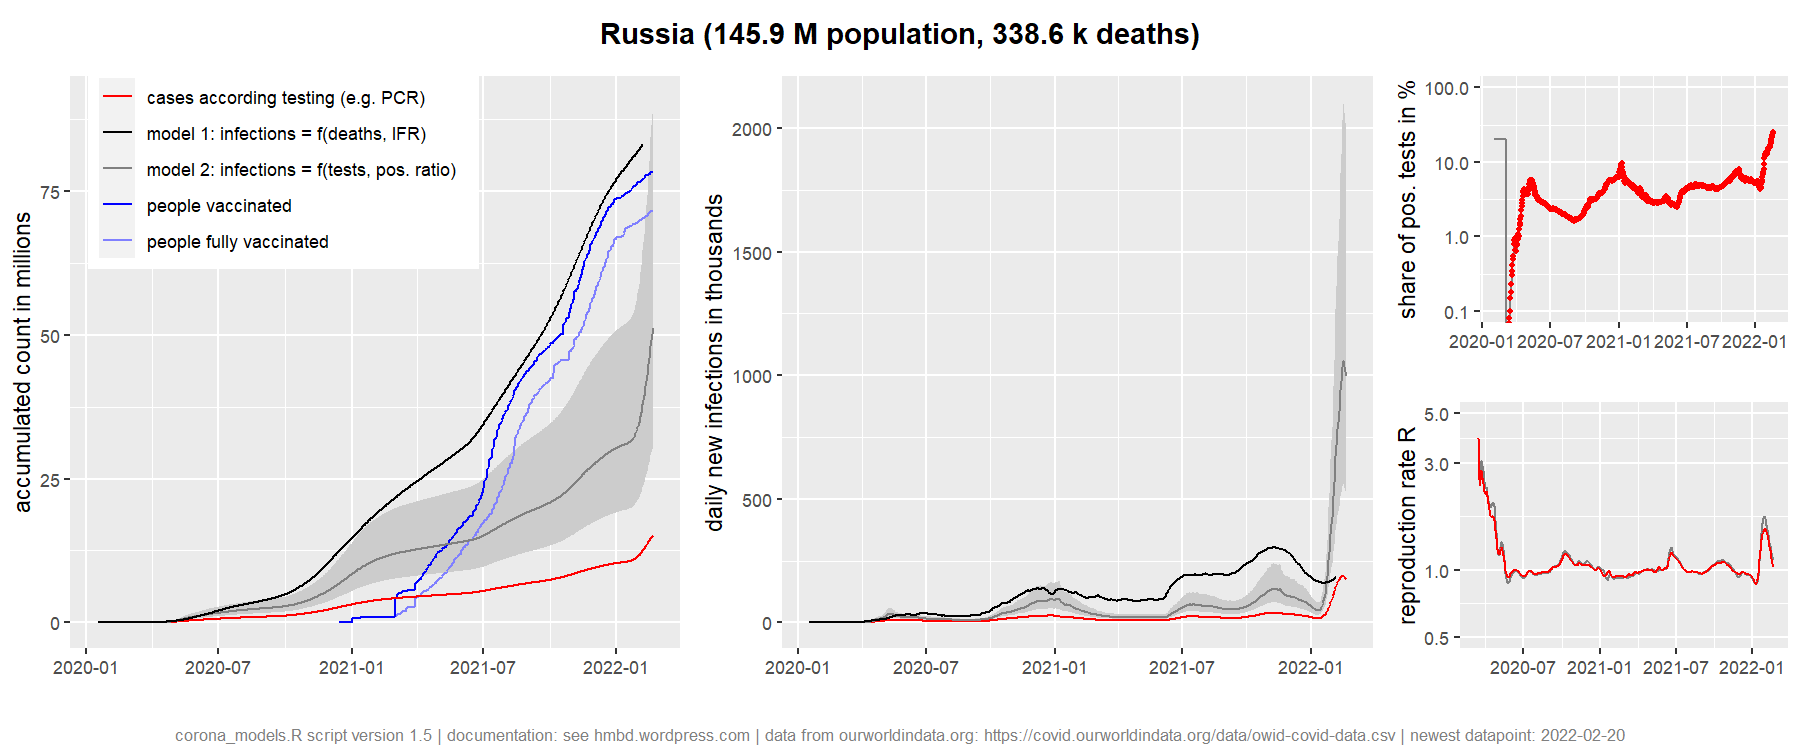 Russia (145.9 M population, 338.6 k deaths)
cases according testing (e.g. PCR)
model 1: infections = f(deaths, IFR)
model 2: infections = f(tests, pos. ratio)
people vaccinated
people fully vaccinated
accumulated count in millions
75
50
25
0
2020-01 2020-07 2021-01 2021-07 2022-01
daily new infections in thousands
2000
1500
1000
500
0
2020-01 2020-07 2021-01 2021-07 2022-01
share of pos. tests in %
100.0
10.0
1.0
0.1
2020-01 2020-07 2021-01 2021-07 2022-01
reproduction rate R
5.0
3.0
1.0
0.5
2020-07 2021-01 2021-07 2022-01
corona_models.R script version 1.5 | documentation: see hmbd.wordpress.com | data from ourworldindata.org: https://covid.ourworldindata.org/data/owid-covid-data.csv | newest datapoint: 2022-02-20